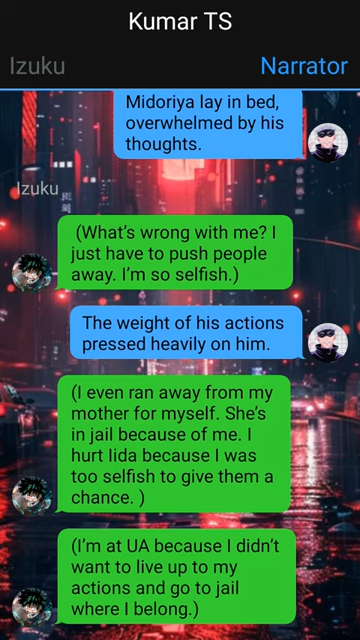 Kumar TS
Izuku
Narrator
Midoriya lay in bed,
overwhelmed by his
thoughts.
Izuku
(What's wrong with me? I
just have to push people
away. I'm so selfish.)
The weight of his actions
pressed heavily on him.
(I even ran away from my
mother for myself. She's
in jail because of me. I
hurt Iida because I was
too selfish to give them a
chance. )
(I'm at UA because I didn't
want to live up to my
actions and go to jail
where I belong.)